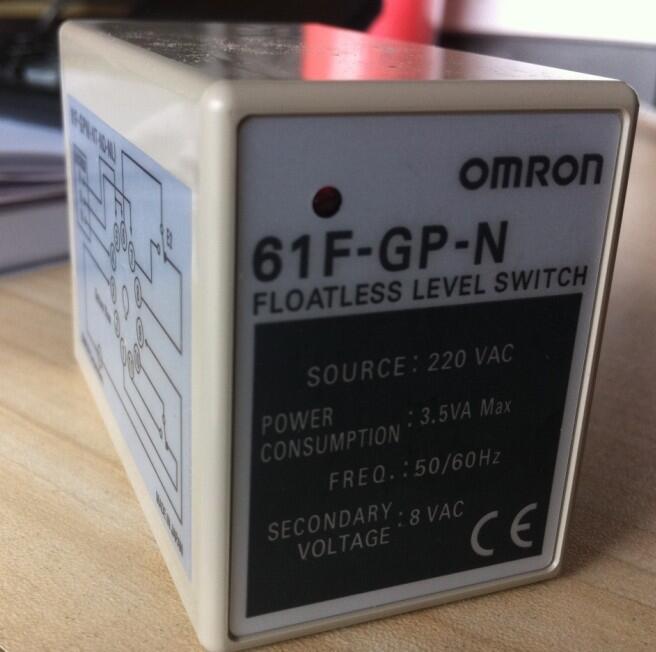 OMRON
61F-GP-N
FLOATLESS LEVEL SWITCH
SOURCE : 220 VAC
POWER CONSUMPTION : 3.5VA Max
FREQ. : 50/60Hz
SECONDARY VOLTAGE : 8 VAC
CE
E2